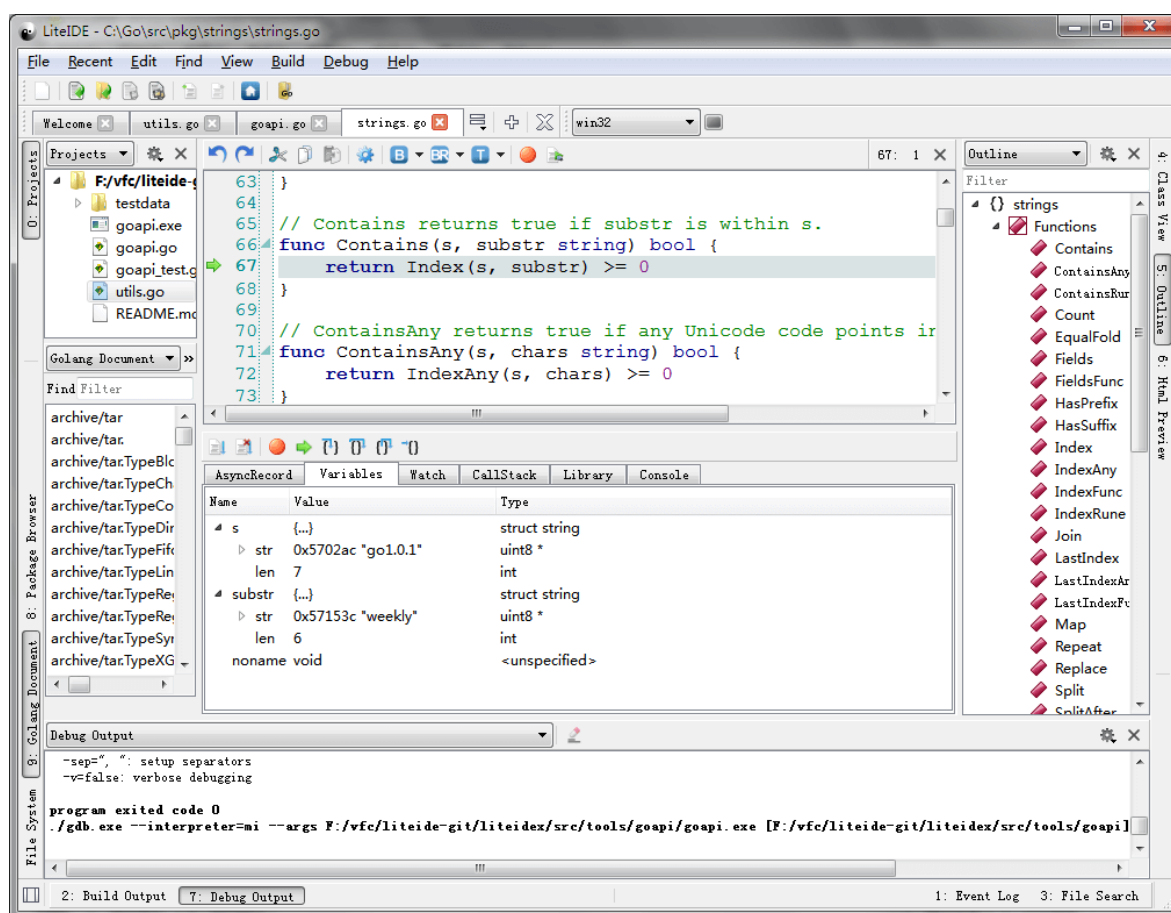 LiteIDE - C:\Go\src\pkg\strings\strings.go
File Recent Edit Find View Build Debug Help
Welcome utils.go goapi.go strings.go win32
0: Projects
8: Package Browser
9: Golang Document
File System
Projects
F:/vfc/liteide-g
testdata
goapi.exe
goapi.go
goapi_test.g
utils.go
README.md
Golang Document »
Find Filter
archive/tar
archive/tar.
archive/tar.TypeBlc
archive/tar.TypeCh
archive/tar.TypeCo
archive/tar.TypeDir
archive/tar.TypeFifo
archive/tar.TypeLin
archive/tar.TypeReg
archive/tar.TypeReg
archive/tar.TypeSyn
archive/tar.TypeXG
B BR T 67: 1
63 }
64
65 // Contains returns true if substr is within s.
66 func Contains(s, substr string) bool {
67 return Index(s, substr) >= 0
68 }
69
70 // ContainsAny returns true if any Unicode code points in
71 func ContainsAny(s, chars string) bool {
72 return IndexAny(s, chars) >= 0
73 }
AsyncRecord Variables Watch CallStack Library Console
Name Value Type
s {...} struct string
str 0x5702ac "go1.0.1" uint8 *
len 7 int
substr {...} struct string
str 0x57153c "weekly" uint8 *
len 6 int
noname void <unspecified>
Outline
Filter
{} strings
Functions
Contains
ContainsAny
ContainsRur
Count
EqualFold
Fields
FieldsFunc
HasPrefix
HasSuffix
Index
IndexAny
IndexFunc
IndexRune
Join
LastIndex
LastIndexAr
LastIndexFu
Map
Repeat
Replace
Split
SplitAfter
4: Class View
5: Outline
6: Html Preview
Debug Output
-sep=", ": setup separators
-v=false: verbose debugging
program exited code 0
./gdb.exe --interpreter=mi --args F:/vfc/liteide-git/liteidex/src/tools/goapi/goapi.exe [F:/vfc/liteide-git/liteidex/src/tools/goapi]
2: Build Output 7: Debug Output 1: Event Log 3: File Search